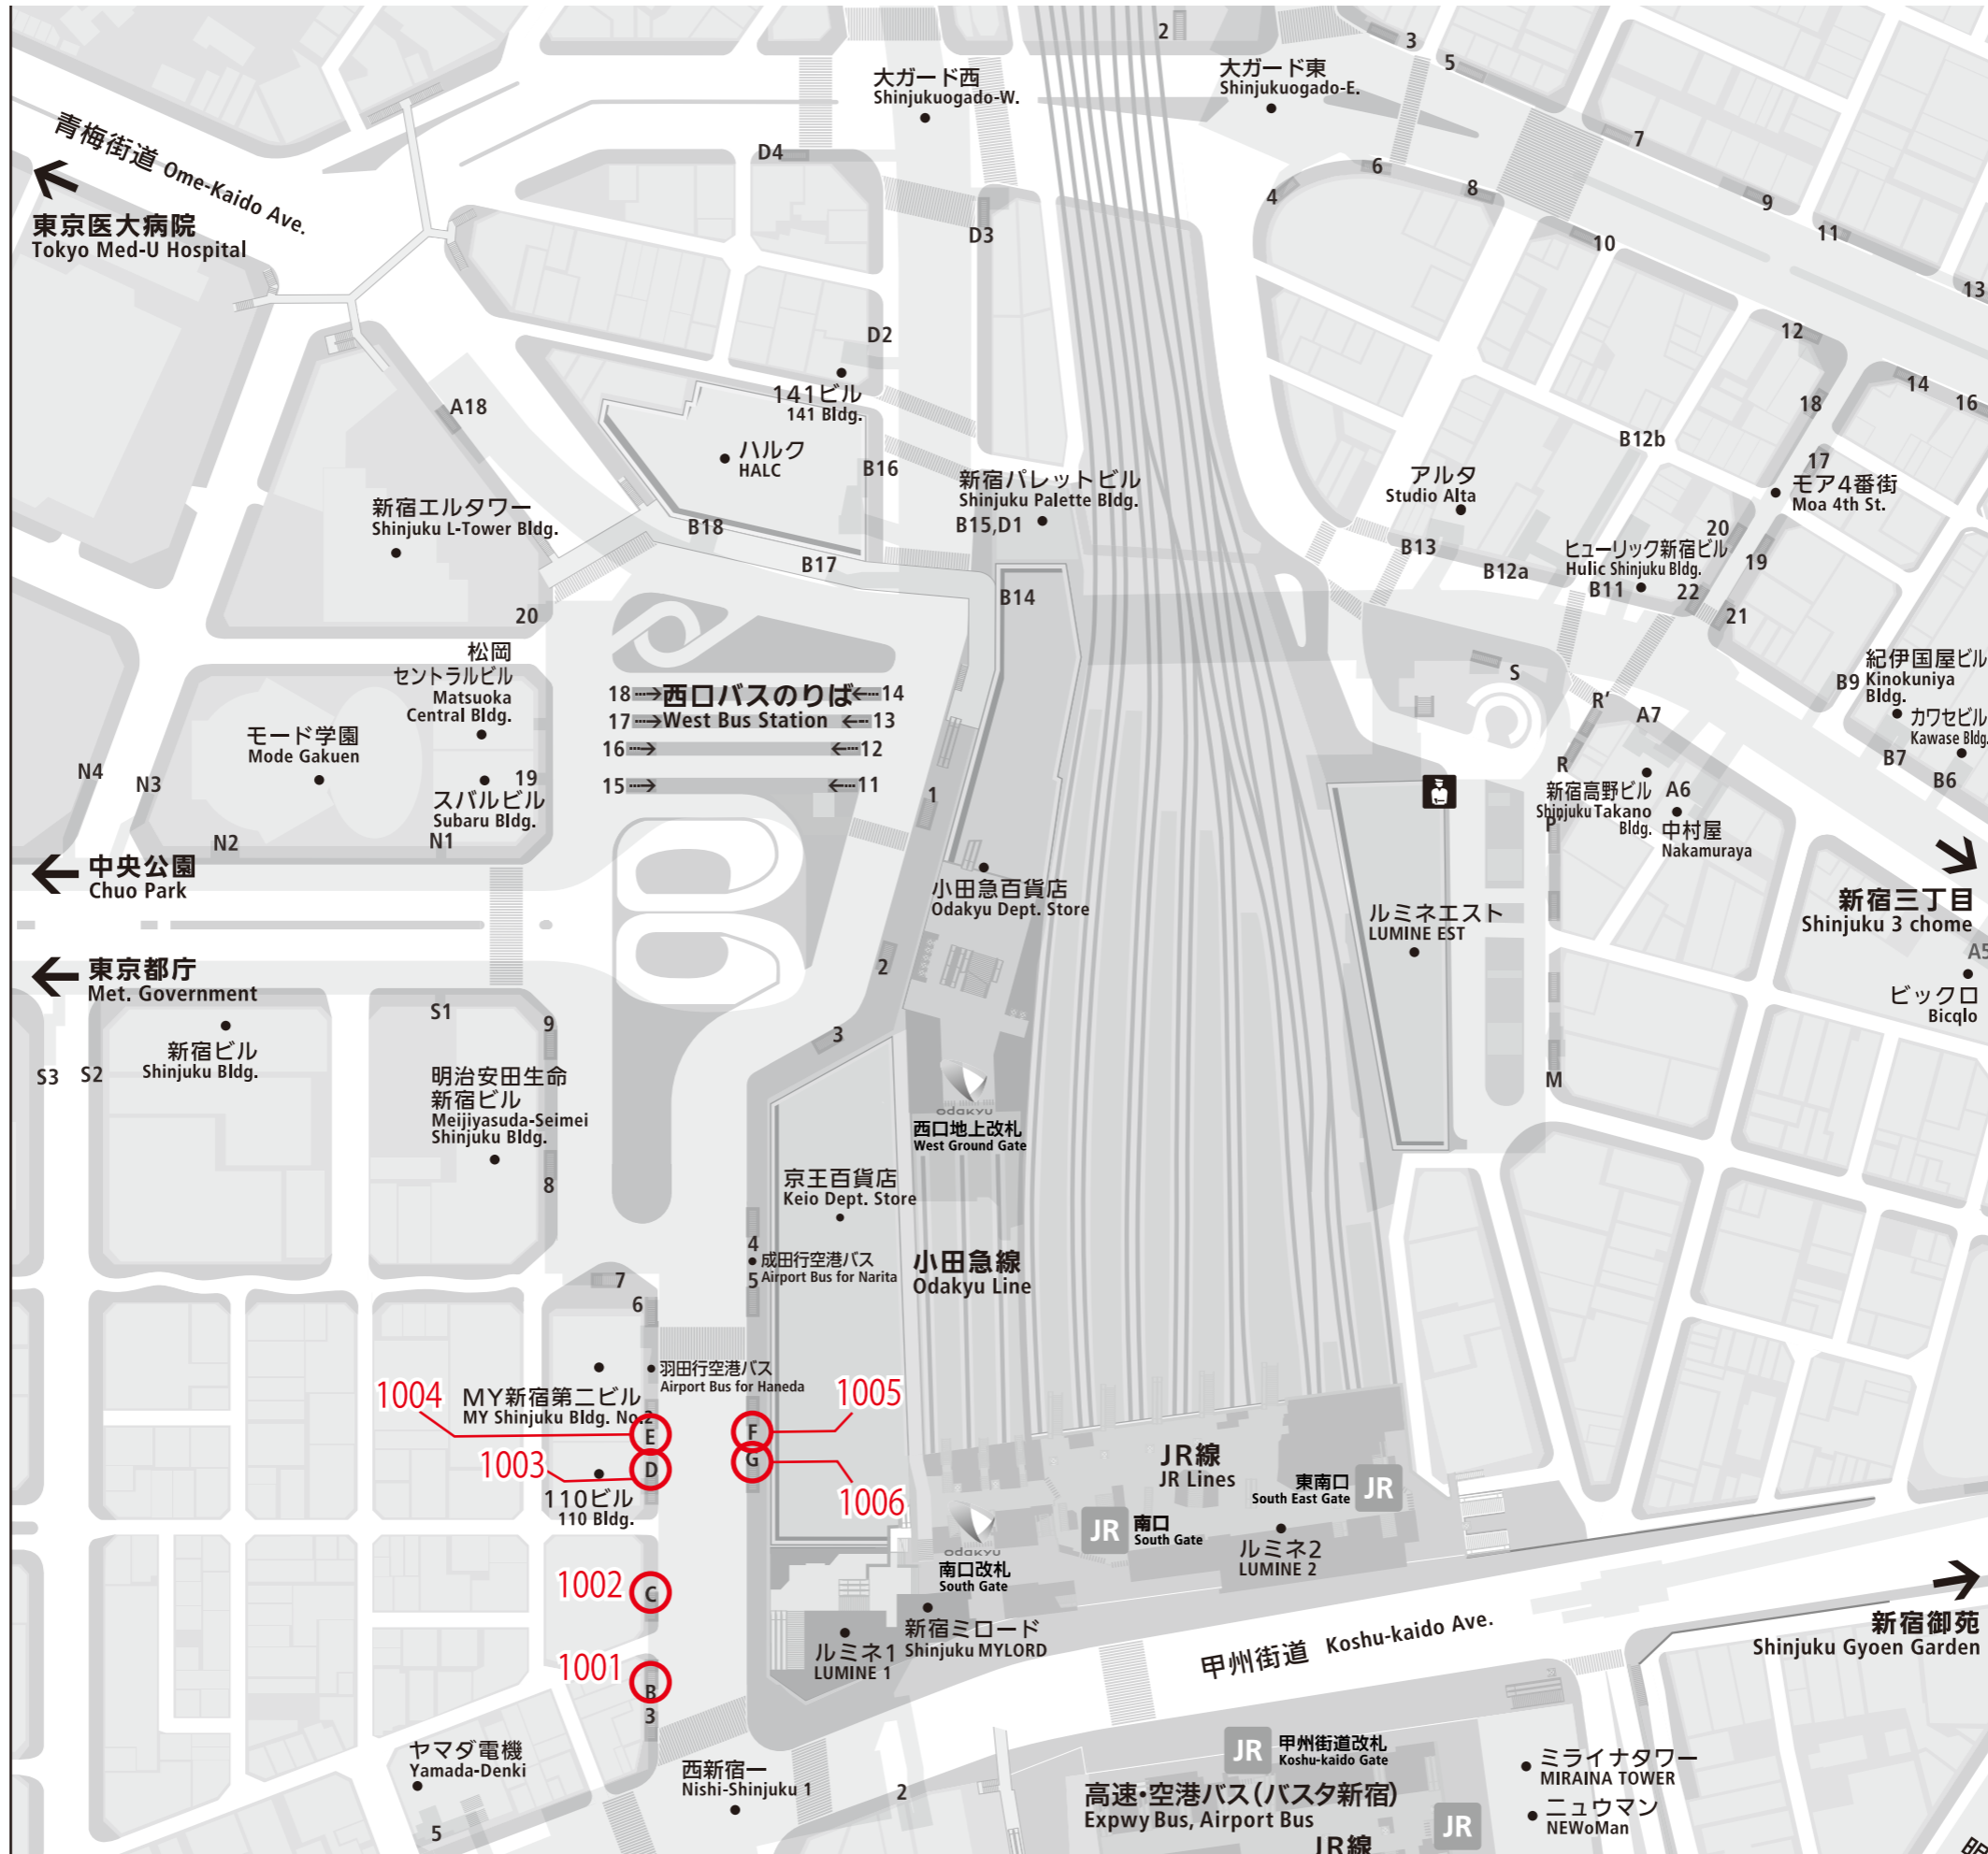 2
3
5
大ガード西
Shinjukuogado-W.
大ガード東
Shinjukuogado-E.
7
青梅街道 Ome-Kaido Ave.
D4
6
4
8
9
東京医大病院
Tokyo Med-U Hospital
D3
10
11
13
D2
12
141ビル
141 Bldg.
14
16
18
A18
ハルク
HALC
B16
B12b
17
新宿パレットビル
Shinjuku Palette Bldg.
B15,D1
アルタ
Studio Alta
モア4番街
Moa 4th St.
新宿エルタワー
Shinjuku L-Tower Bldg.
B18
20
B13
ヒューリック新宿ビル
Hulic Shinjuku Bldg.
B17
B12a
19
B11
22
B14
20
21
松岡
セントラルビル
Matsuoka
Central Bldg.
紀伊国屋ビル
B9 Kinokuniya
Bldg.
S
18
西口バスのりば
14
17
West Bus Station
13
R'
A7
カワセビル
Kawase Bldg.
モード学園
Mode Gakuen
16
12
N4
N3
19
15
11
1
R
B7
B6
スバルビル
Subaru Bldg.
新宿高野ビル
Shinjuku Takano
Bldg.
A6
P'
中村屋
Nakamuraya
N2
N1
中央公園
Chuo Park
小田急百貨店
Odakyu Dept. Store
ルミネエスト
LUMINE EST
新宿三丁目
Shinjuku 3 chome
A5
東京都庁
Met. Government
2
ビックロ
Bicqlo
S1
9
3
新宿ビル
Shinjuku Bldg.
S3
S2
明治安田生命
新宿ビル
Meijiyasuda-Seimei
Shinjuku Bldg.
M
odakyu
西口地上改札
West Ground Gate
8
京王百貨店
Keio Dept. Store
4
成田行空港バス
Airport Bus for Narita
5
小田急線
Odakyu Line
7
6
羽田行空港バス
Airport Bus for Haneda
1004
MY新宿第二ビル
MY Shinjuku Bldg. No.2
1005
E
F
1003
D
G
JR線
JR Lines
東南口
South East Gate
JR
110ビル
110 Bldg.
1006
JR
南口
South Gate
ルミネ2
LUMINE 2
odakyu
南口改札
South Gate
1002
C
新宿ミロード
Shinjuku MYLORD
ルミネ1
LUMINE 1
甲州街道 Koshu-kaido Ave.
新宿御苑
Shinjuku Gyoen Garden
1001
B
3
ヤマダ電機
Yamada-Denki
西新宿一
Nishi-Shinjuku 1
2
JR
甲州街道改札
Koshu-kaido Gate
ミライナタワー
MIRAINA TOWER
高速・空港バス(バスタ新宿)
Expwy Bus, Airport Bus
ニュウマン
NEWoMan
5
JR
JR線